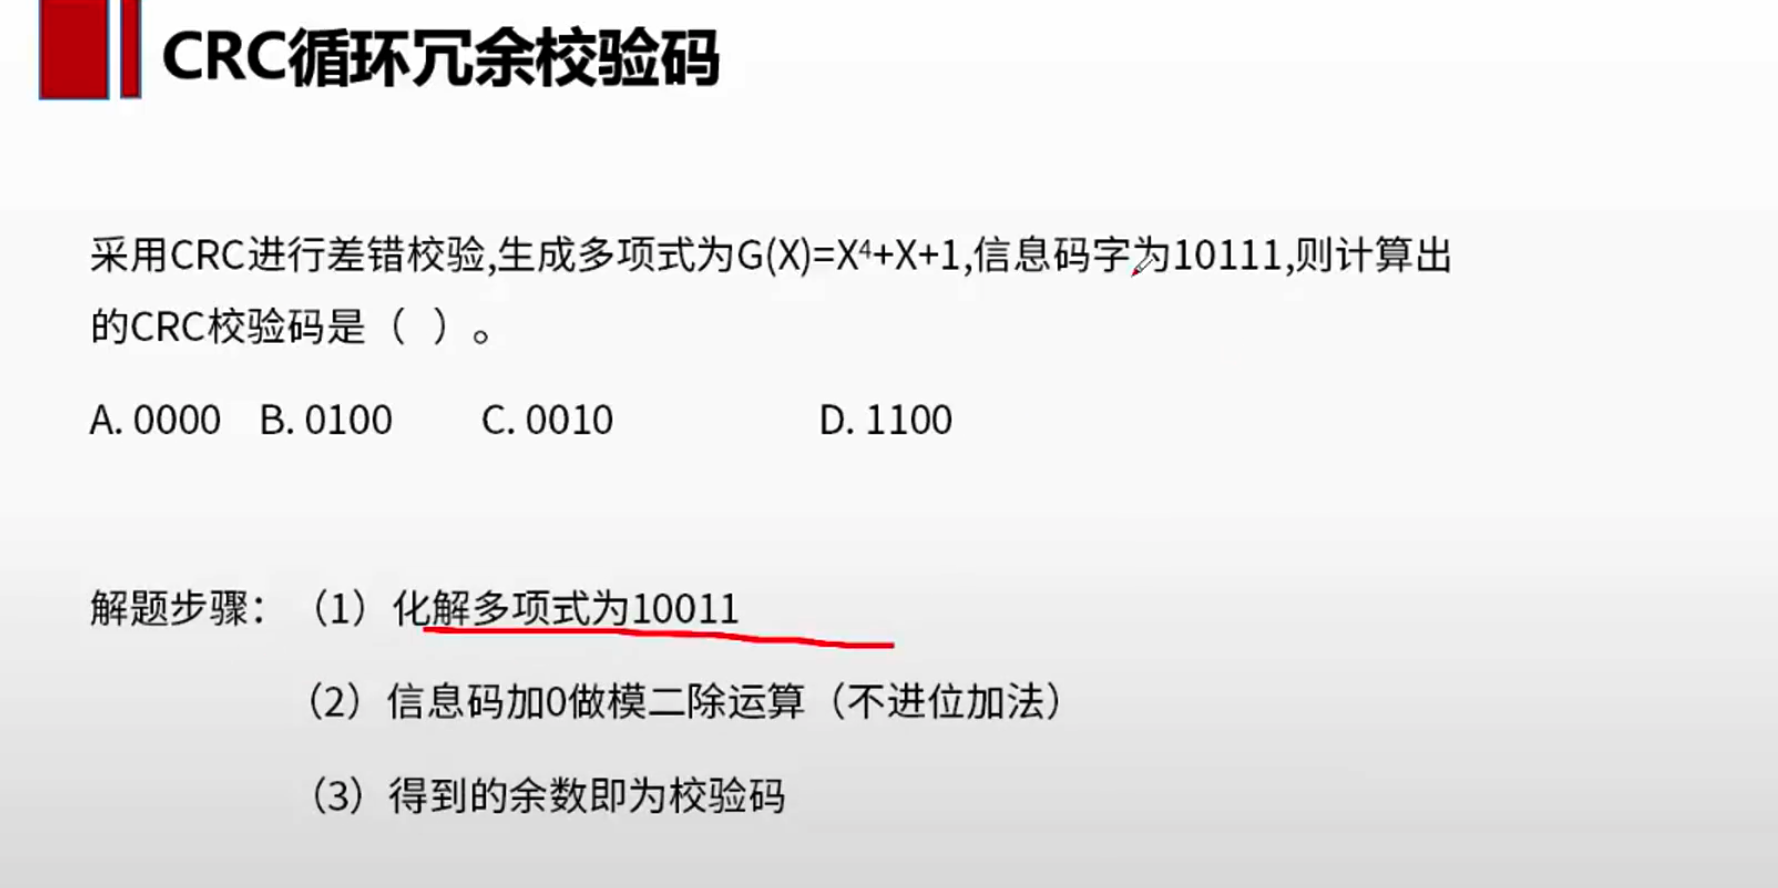 CRC循环冗余校验码
采用CRC进行差错校验,生成多项式为G(X)=X⁴+X+1,信息码字为10111,则计算出
的CRC校验码是（ ）。
A. 0000 B. 0100 C. 0010 D. 1100
解题步骤：（1）化解多项式为10011
（2）信息码加0做模二除运算（不进位加法）
（3）得到的余数即为校验码